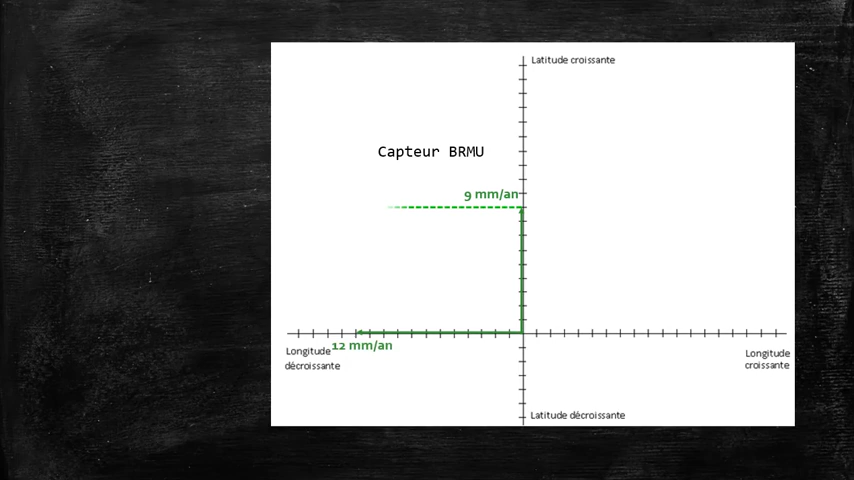 Latitude croissante
Capteur BRMU
9 mm/an
12 mm/an
Longitude
décroissante
Longitude
croissante
Latitude décroissante